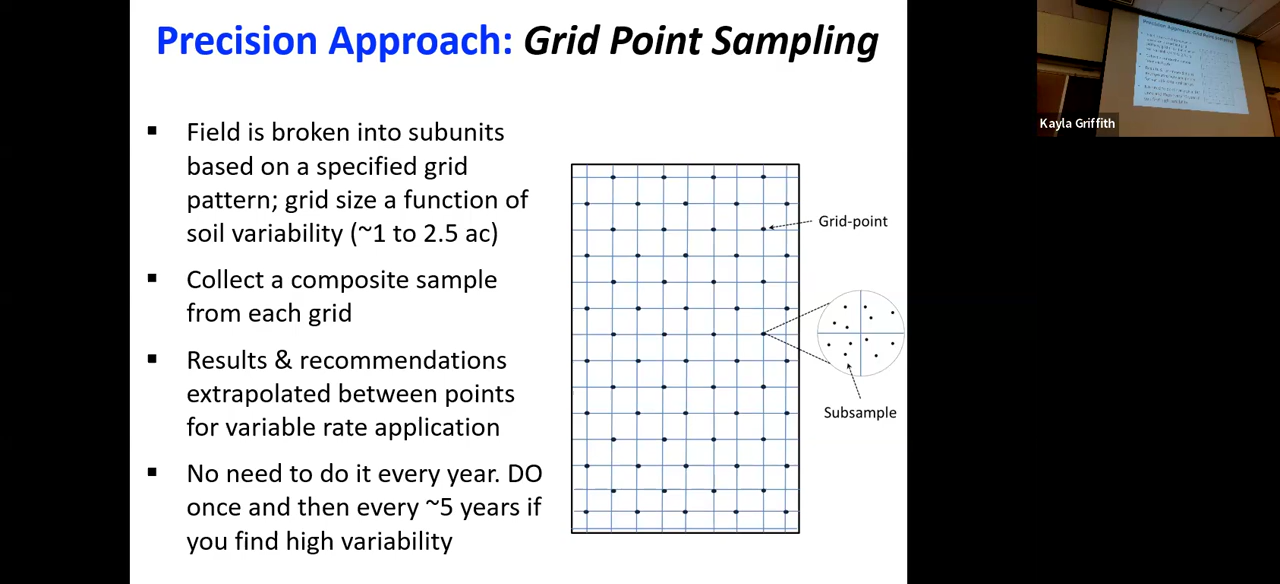 Precision Approach: Grid Point Sampling
▪ Field is broken into subunits
based on a specified grid
pattern; grid size a function of
soil variability (~1 to 2.5 ac)
▪ Collect a composite sample
from each grid
▪ Results & recommendations
extrapolated between points
for variable rate application
▪ No need to do it every year. DO
once and then every ~5 years if
you find high variability
Grid-point
Subsample
Kayla Griffith